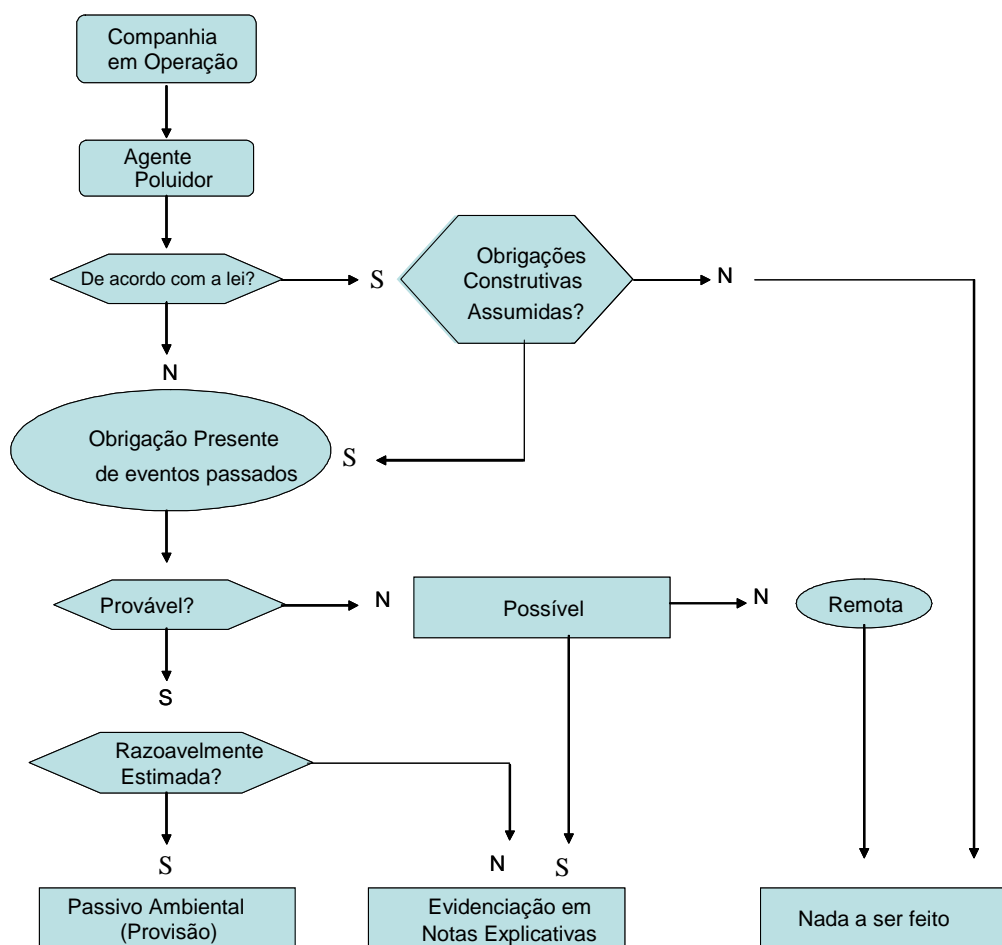 Companhia
em Operação
Agente
Poluidor
De acordo com a lei?
S
Obrigações
Construtivas
Assumidas?
N
N
Obrigação Presente
de eventos passados
S
Provável?
N
Possível
N
Remota
S
Razoavelmente
Estimada?
S
N
S
Passivo Ambiental
(Provisão)
Evidenciação em
Notas Explicativas
Nada a ser feito